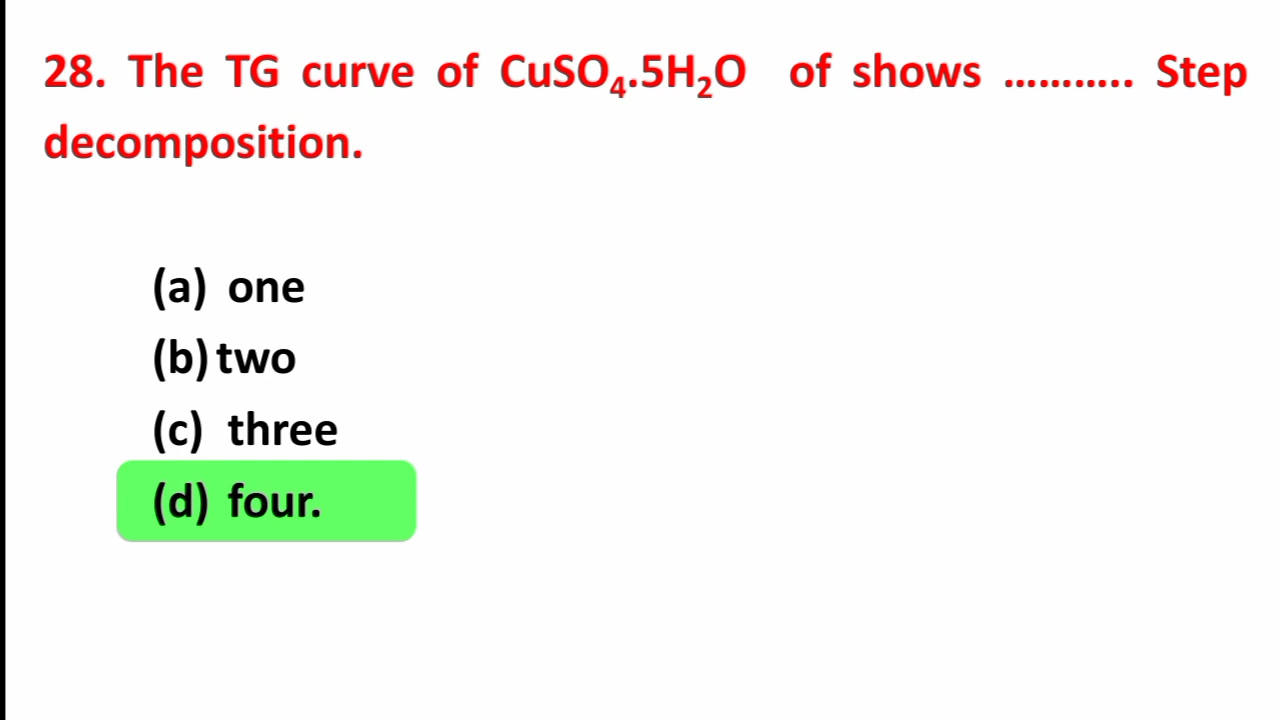 28. The TG curve of CuSO₄.5H₂O of shows ……….. Step
decomposition.
(a) one
(b) two
(c) three
(d) four.